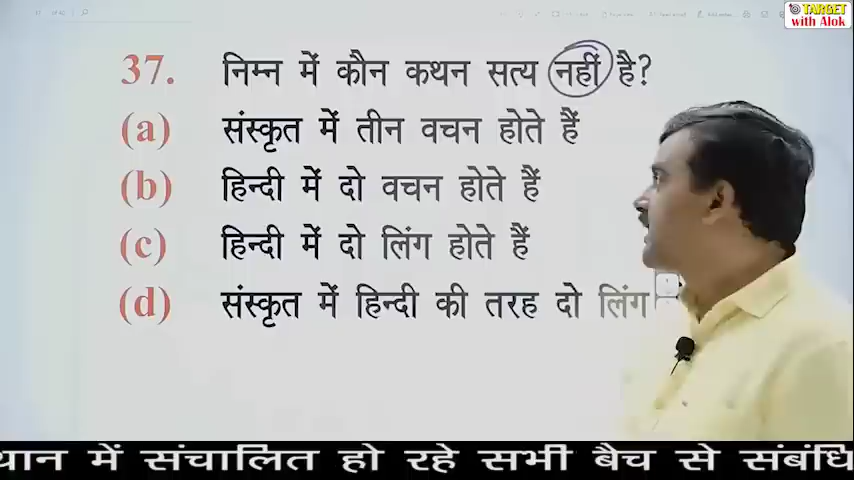 TARGET
with Alok
37. निम्न में कौन कथन सत्य नहीं है?
(a) संस्कृत में तीन वचन होते हैं
(b) हिन्दी में दो वचन होते हैं
(c) हिन्दी में दो लिंग होते हैं
(d) संस्कृत में हिन्दी की तरह दो लिंग
में संचालित हो रहे सभी बैच से